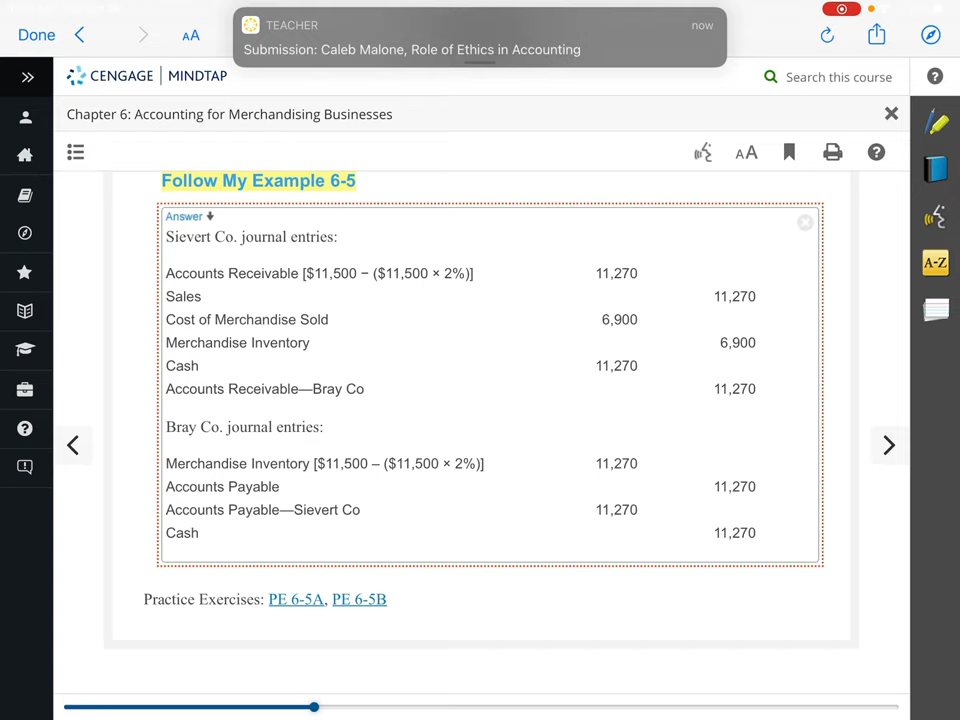 TEACHER now
Submission: Caleb Malone, Role of Ethics in Accounting
Done AA
CENGAGE | MINDTAP Search this course ?
Chapter 6: Accounting for Merchandising Businesses
AA ?
Follow My Example 6-5
Answer
Sievert Co. journal entries:
Accounts Receivable [$11,500 − ($11,500 × 2%)] 11,270
Sales 11,270
Cost of Merchandise Sold 6,900
Merchandise Inventory 6,900
Cash 11,270
Accounts Receivable—Bray Co 11,270
Bray Co. journal entries:
Merchandise Inventory [$11,500 – ($11,500 × 2%)] 11,270
Accounts Payable 11,270
Accounts Payable—Sievert Co 11,270
Cash 11,270
Practice Exercises: PE 6-5A, PE 6-5B
A-Z